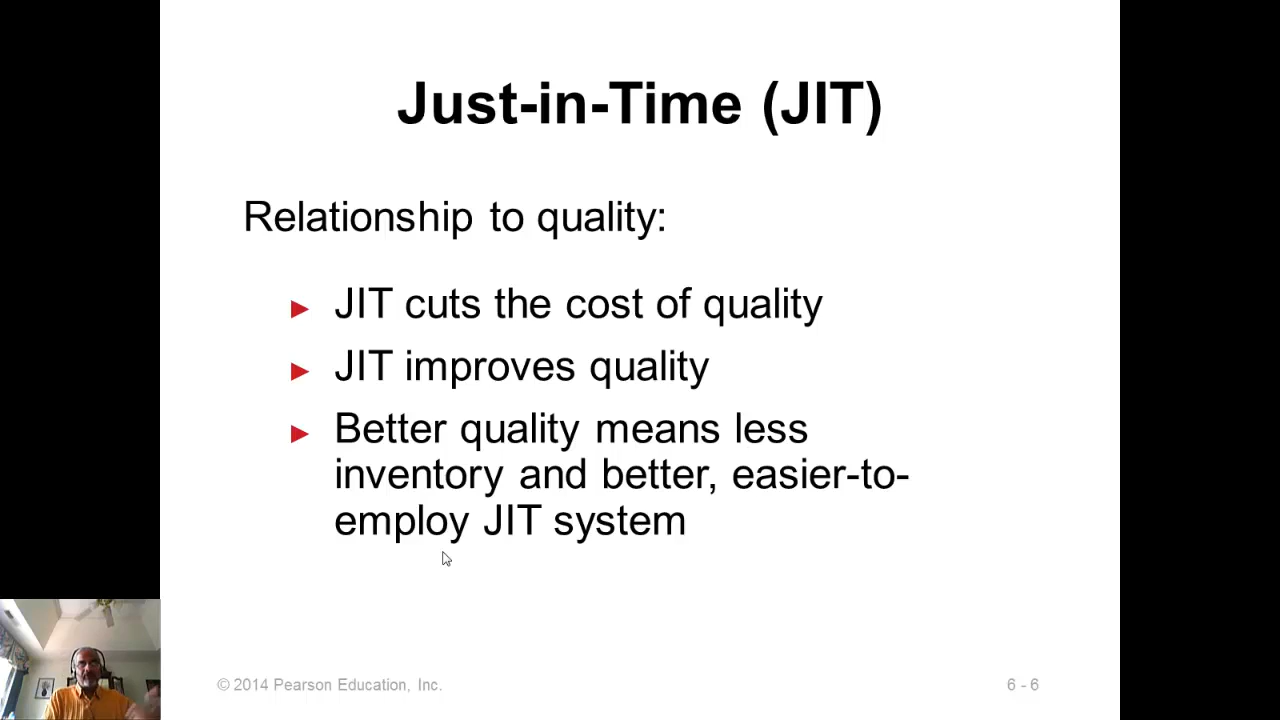 Just-in-Time (JIT)
Relationship to quality:
► JIT cuts the cost of quality
► JIT improves quality
► Better quality means less
inventory and better, easier-to-
employ JIT system
© 2014 Pearson Education, Inc.
6 - 6